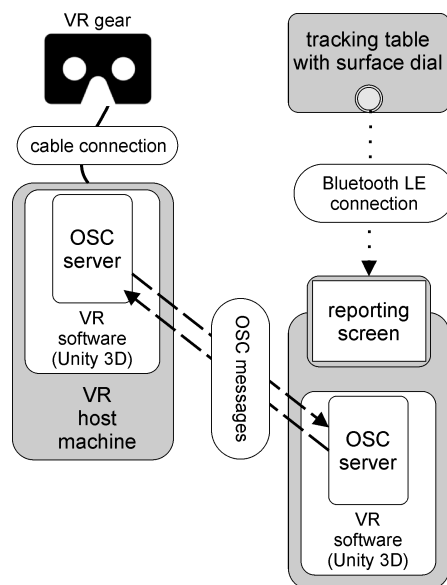 VR gear
tracking table
with surface dial
cable connection
Bluetooth LE
connection
OSC
server
VR
software
(Unity 3D)
VR
host
machine
OSC messages
reporting
screen
OSC
server
VR
software
(Unity 3D)